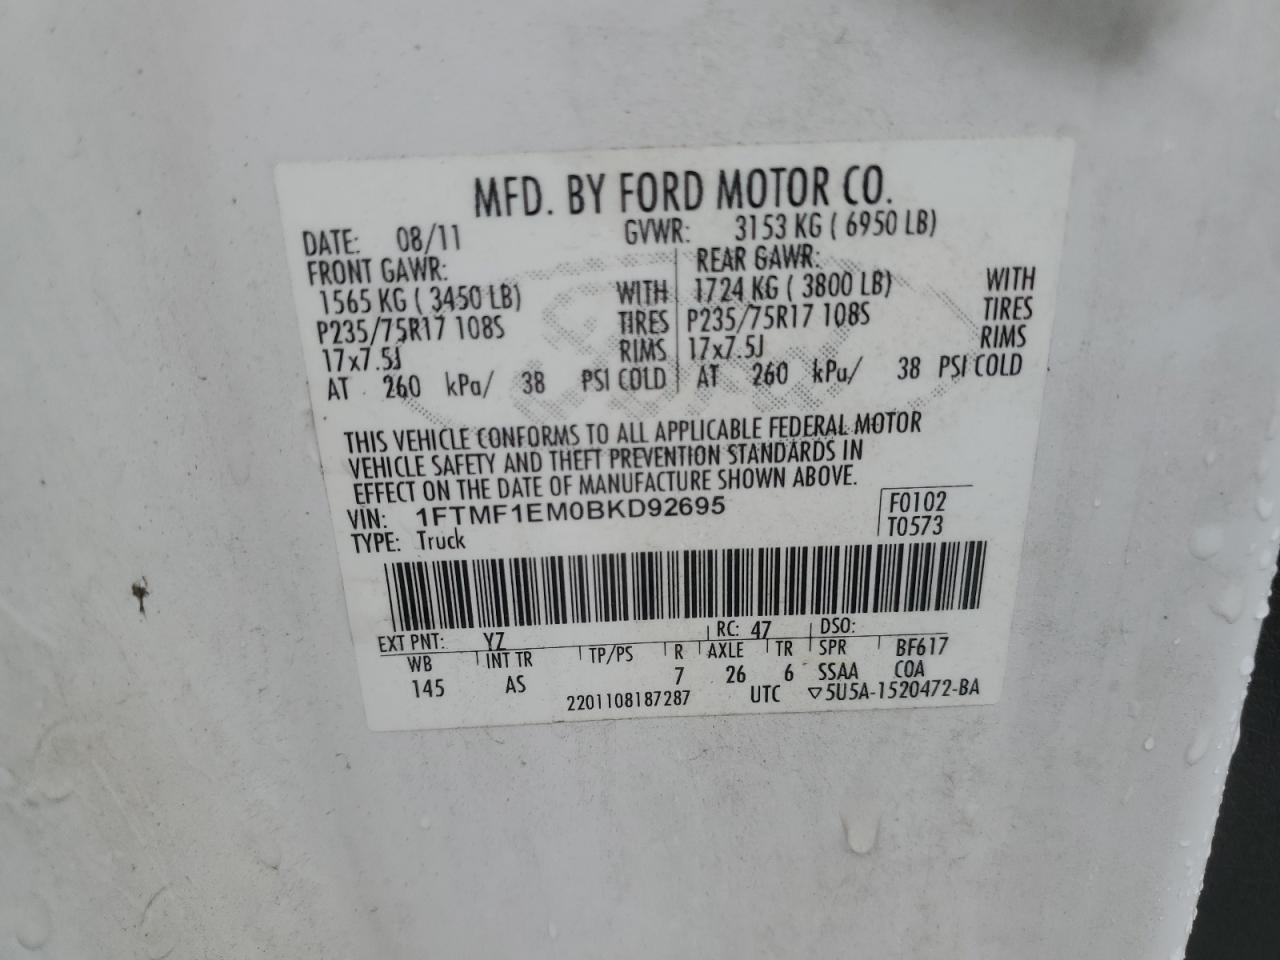 MFD. BY FORD MOTOR CO.
DATE: 08/11 GVWR: 3153 KG ( 6950 LB)
FRONT GAWR: REAR GAWR:
1565 KG ( 3450 LB) WITH 1724 KG ( 3800 LB) WITH
P235/75R17 108S TIRES P235/75R17 108S TIRES
17x7.5J RIMS 17x7.5J RIMS
AT 260 kPa/ 38 PSI COLD AT 260 kPa/ 38 PSI COLD
THIS VEHICLE CONFORMS TO ALL APPLICABLE FEDERAL MOTOR
VEHICLE SAFETY AND THEFT PREVENTION STANDARDS IN
EFFECT ON THE DATE OF MANUFACTURE SHOWN ABOVE.
VIN: 1FTMF1EM0BKD92695 F0102
TYPE: Truck T0573
EXT PNT: YZ RC: 47 DSO:
WB INT TR TP/PS R AXLE TR SPR BF617
145 AS 7 26 6 SSAA COA
2201108187287 UTC ▽5U5A-1520472-BA